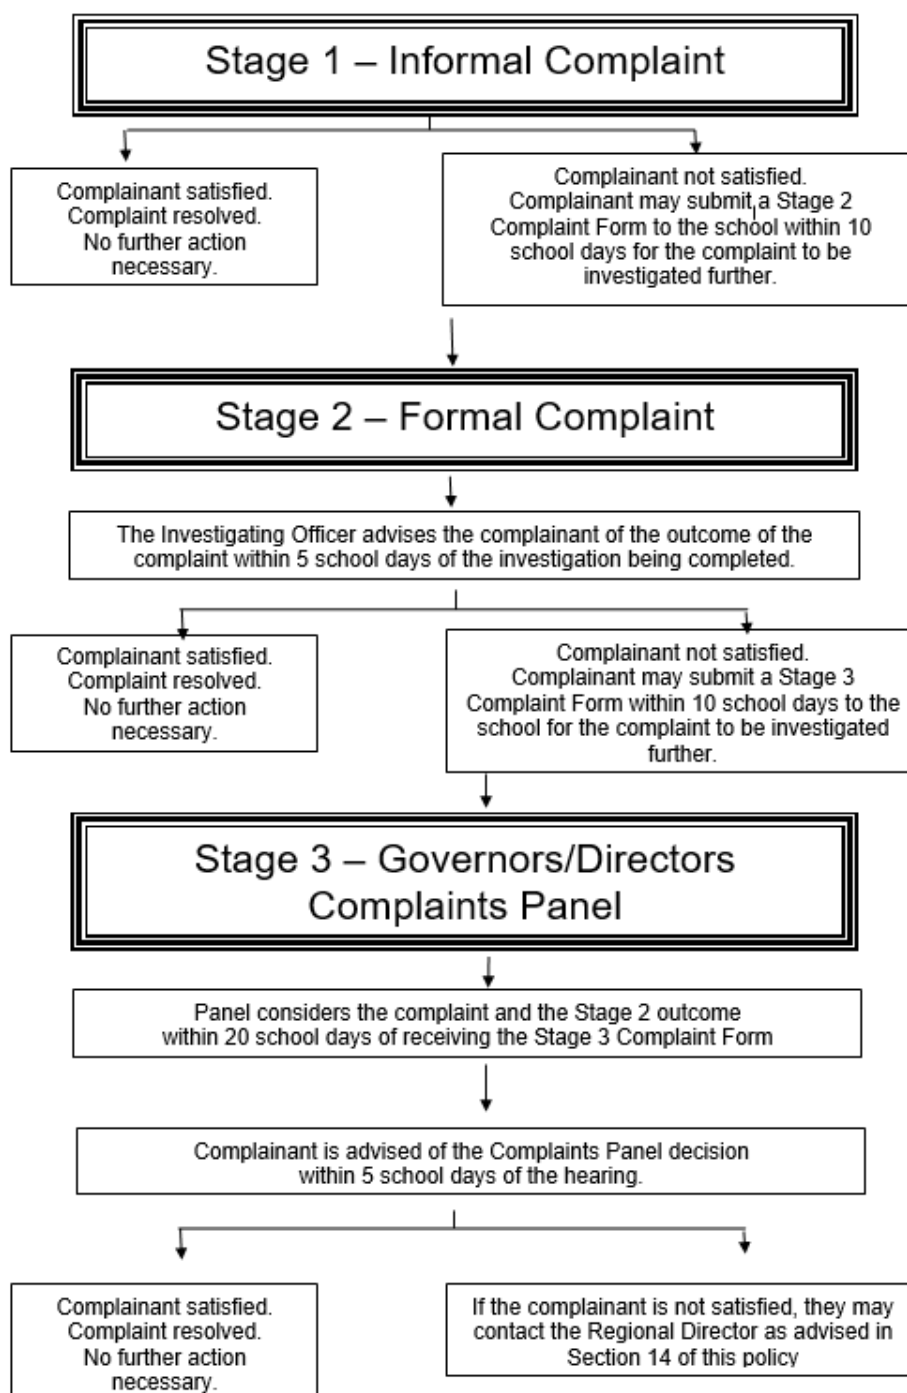 Stage 1 – Informal Complaint
Complainant satisfied.
Complaint resolved.
No further action
necessary.
Complainant not satisfied.
Complainant may submit a Stage 2
Complaint Form to the school within 10
school days for the complaint to be
investigated further.
Stage 2 – Formal Complaint
The Investigating Officer advises the complainant of the outcome of the
complaint within 5 school days of the investigation being completed.
Complainant satisfied.
Complaint resolved.
No further action
necessary.
Complainant not satisfied.
Complainant may submit a Stage 3
Complaint Form within 10 school days to the
school for the complaint to be investigated
further.
Stage 3 – Governors/Directors
Complaints Panel
Panel considers the complaint and the Stage 2 outcome
within 20 school days of receiving the Stage 3 Complaint Form
Complainant is advised of the Complaints Panel decision
within 5 school days of the hearing.
Complainant satisfied.
Complaint resolved.
No further action
necessary.
If the complainant is not satisfied, they may
contact the Regional Director as advised in
Section 14 of this policy